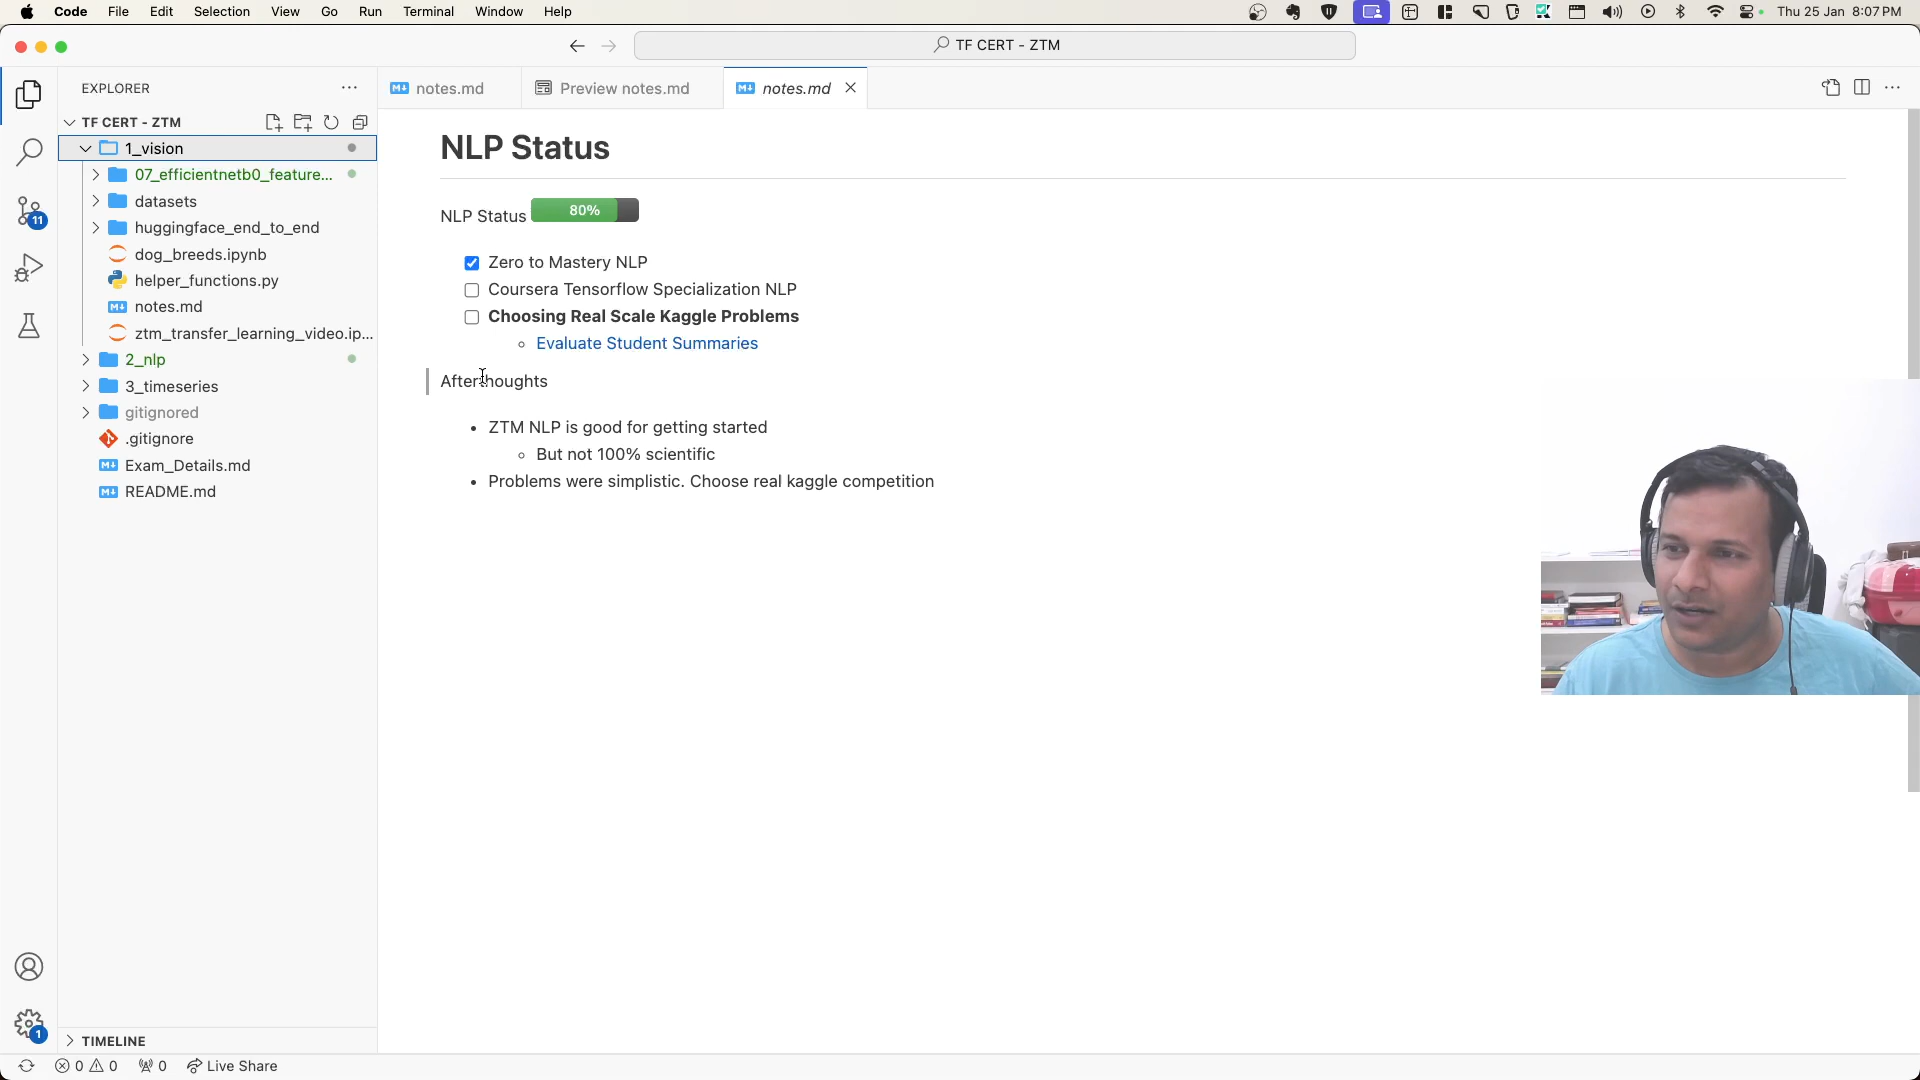 Code File Edit Selection View Go Run Terminal Window Help Thu 25 Jan 8:07 PM
TF CERT - ZTM
EXPLORER
notes.md Preview notes.md notes.md
TF CERT - ZTM
1_vision
07_efficientnetb0_feature...
datasets
huggingface_end_to_end
dog_breeds.ipynb
helper_functions.py
notes.md
ztm_transfer_learning_video.ip...
2_nlp
3_timeseries
gitignored
.gitignore
Exam_Details.md
README.md
11
1
NLP Status
NLP Status 80%
Zero to Mastery NLP
Coursera Tensorflow Specialization NLP
Choosing Real Scale Kaggle Problems
Evaluate Student Summaries
Afterthoughts
ZTM NLP is good for getting started
But not 100% scientific
Problems were simplistic. Choose real kaggle competition
TIMELINE
0 0 0 Live Share